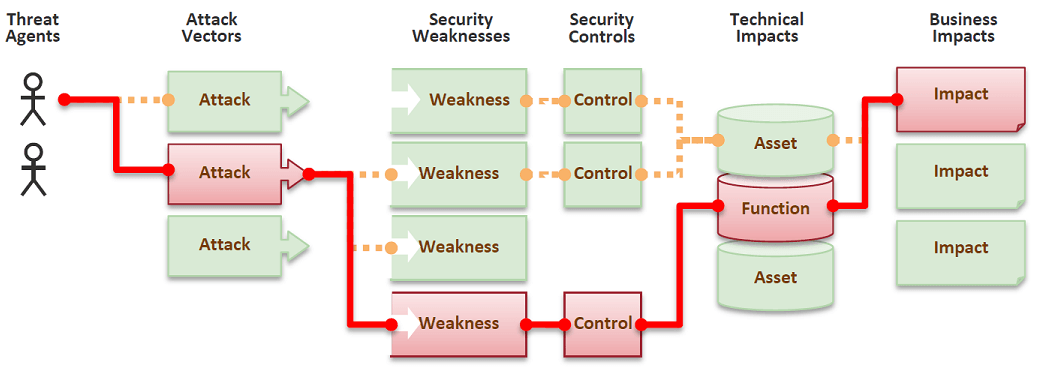 Threat
Agents
Attack
Vectors
Security
Weaknesses
Security
Controls
Technical
Impacts
Business
Impacts
Attack
Attack
Attack
Weakness
Weakness
Weakness
Weakness
Control
Control
Control
Asset
Function
Asset
Impact
Impact
Impact